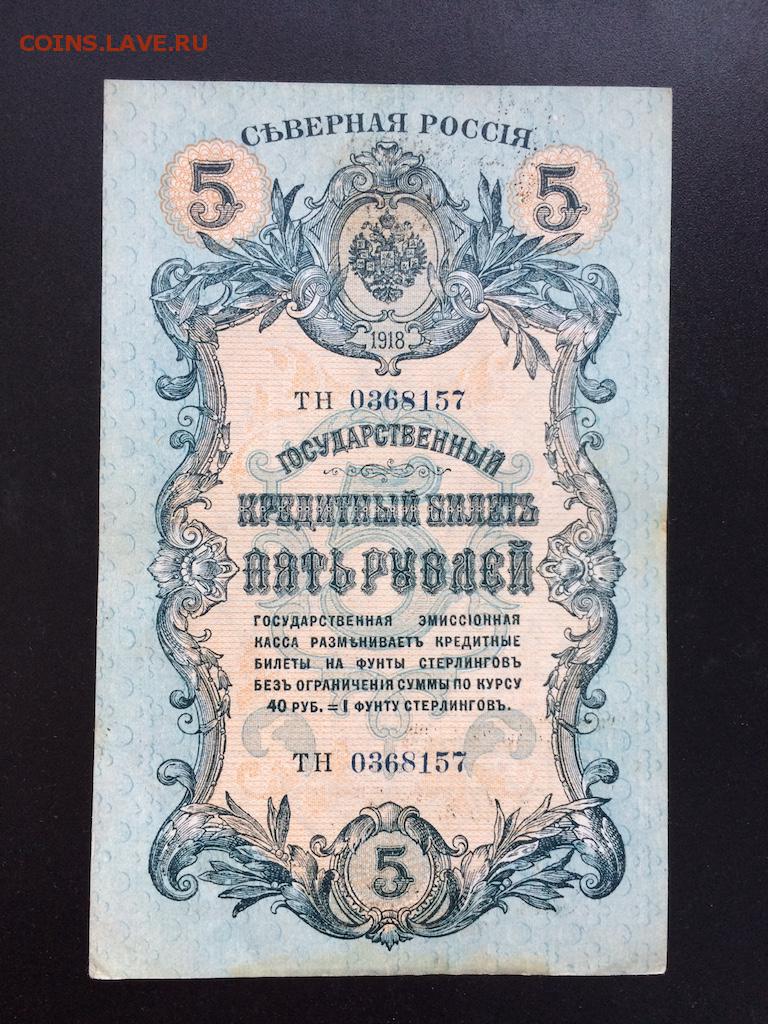 COINS.LAVE.RU
СѢВЕРНАЯ РОССІЯ.
5 5
1918
ТН 0368157
ГОСУДАРСТВЕННЫЙ
КРЕДИТНЫЙ БИЛЕТЪ
ПЯТЬ РУБЛЕЙ
5
ГОСУДАРСТВЕННАЯ ЭМИССІОННАЯ
КАССА РАЗМѢНИВАЕТЪ КРЕДИТНЫЕ
БИЛЕТЫ НА ФУНТЫ СТЕРЛИНГОВЪ
БЕЗЪ ОГРАНИЧЕНІЯ СУММЫ ПО КУРСУ
40 РУБ. = 1 ФУНТУ СТЕРЛИНГОВЪ.
ТН 0368157
5